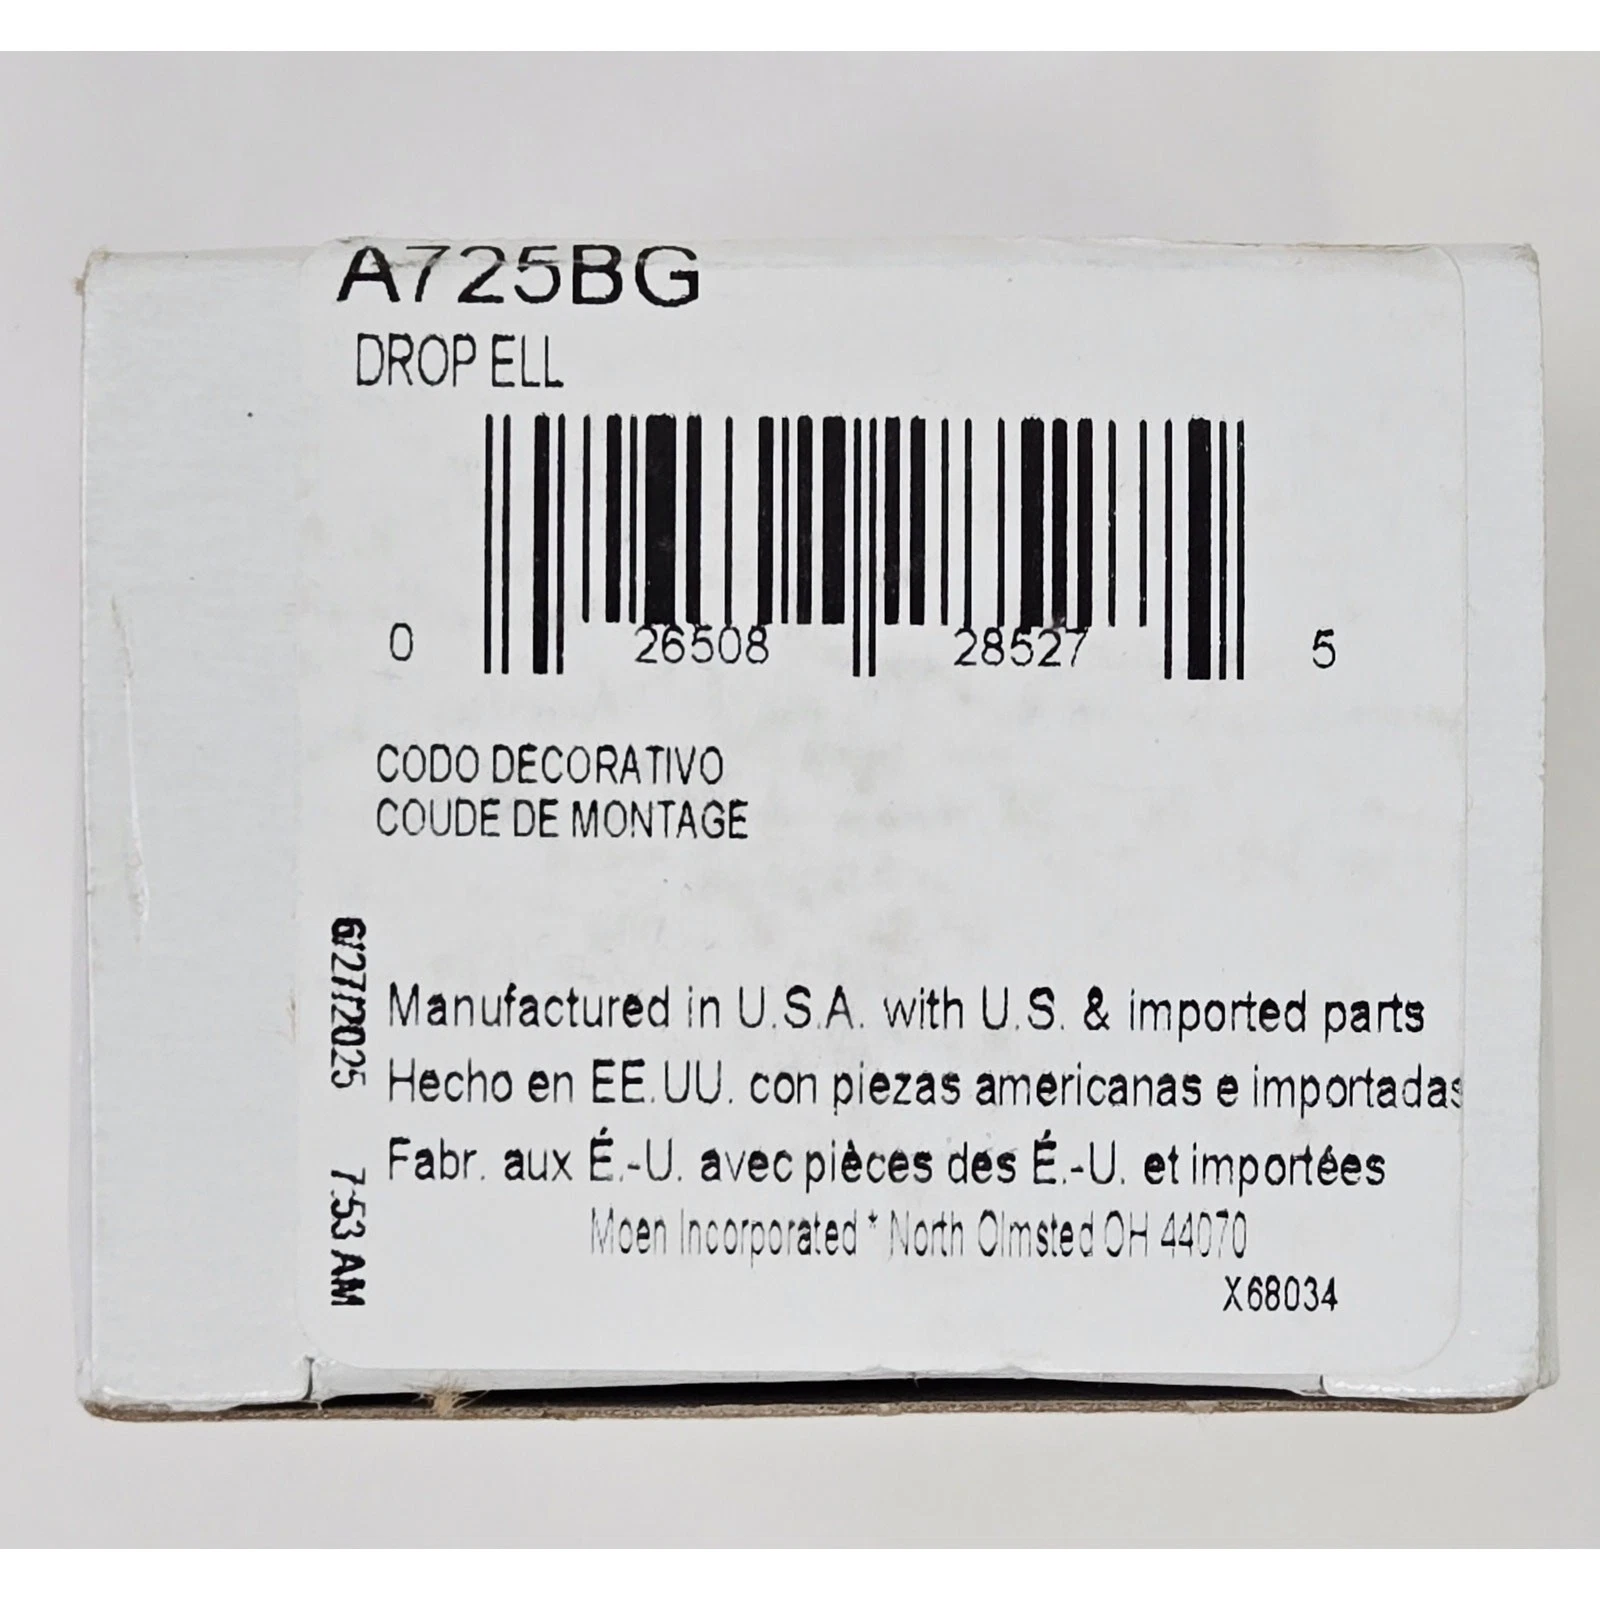 A725BG
DROP ELL
0 26508 28527 5
CODO DECORATIVO
COUDE DE MONTAGE
6/27/2025 7:53 AM
Manufactured in U.S.A. with U.S. & imported parts
Hecho en EE.UU. con piezas americanas e importadas
Fabr. aux É.-U. avec pièces des É.-U. et importées
Moen Incorporated * North Olmsted OH 44070
X68034